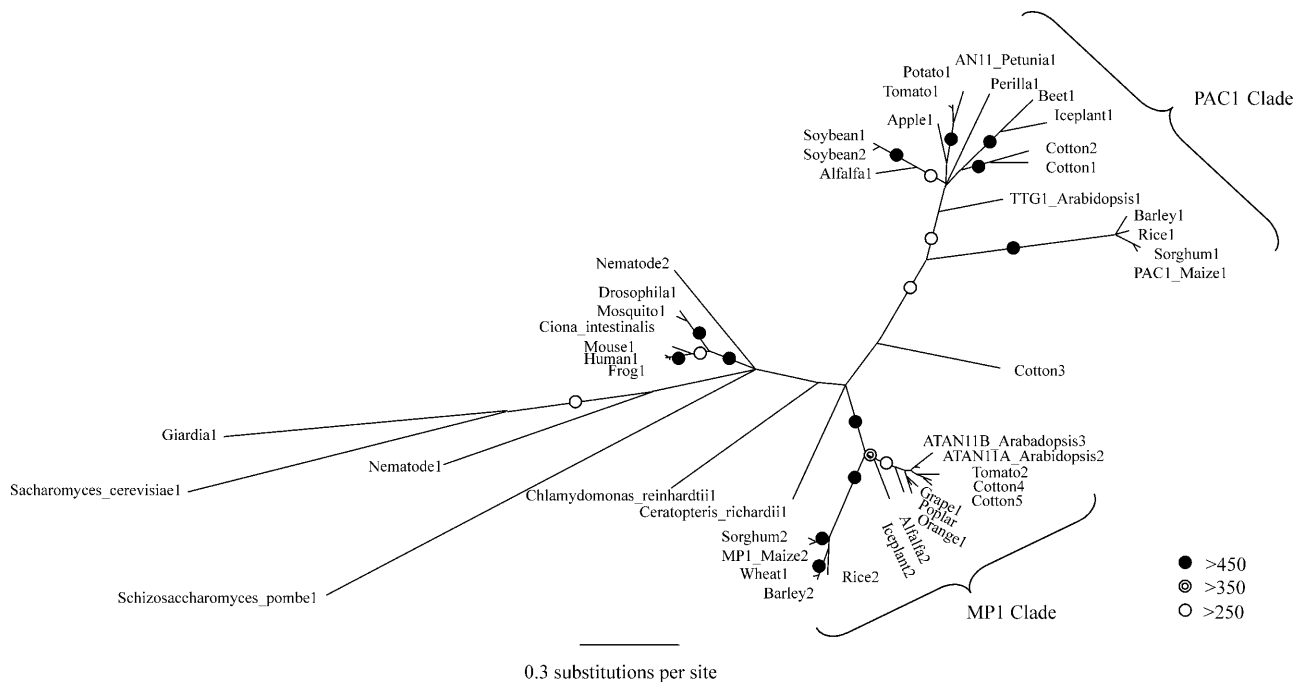 AN11_Petunia1
Potato1
Perilla1
Tomato1
Beet1
PAC1 Clade
Apple1
Iceplant1
Soybean1
Cotton2
Soybean2
Cotton1
Alfalfa1
TTG1_Arabidopsis1
Barley1
Rice1
Sorghum1
PAC1_Maize1
Nematode2
Drosophila1
Mosquito1
Ciona_intestinalis
Mouse1
Human1
Frog1
Cotton3
Giardia1
ATAN11B_Arabadopsis3
ATAN11A_Arabidopsis2
Nematode1
Tomato2
Cotton4
Cotton5
Sacharomyces_cerevisiae1
Chlamydomonas_reinhardtii1
Ceratopteris_richardii1
Grape1
Poplar
Orange1
Alfalfa2
Iceplant2
Sorghum2
MP1_Maize2
Wheat1
Rice2
Barley2
Schizosaccharomyces_pombe1
MP1 Clade
>450
>350
>250
0.3 substitutions per site